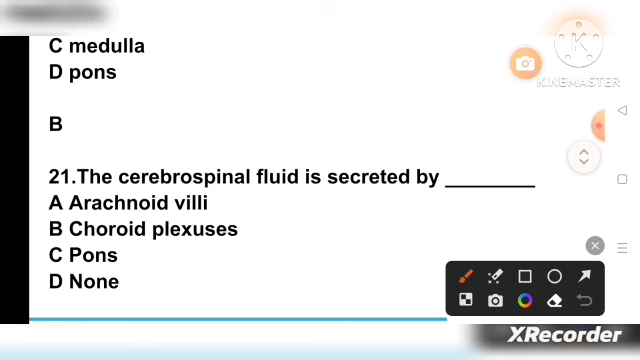 C medulla
D pons
B
21.The cerebrospinal fluid is secreted by _________
A Arachnoid villi
B Choroid plexuses
C Pons
D None
K
KINEMASTER
XRecorder